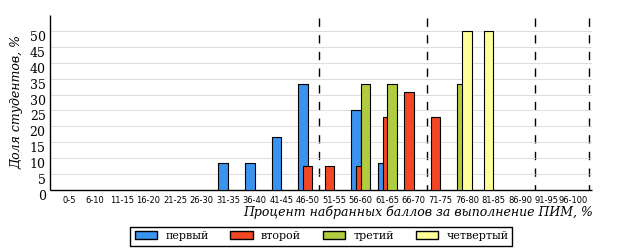 Доля студентов, %
50
45
40
35
30
25
20
15
10
5
0
0-5 6-10 11-15 16-20 21-25 26-30 31-35 36-40 41-45 46-50 51-55 56-60 61-65 66-70 71-75 76-80 81-85 86-90 91-95 96-100
Процент набранных баллов за выполнение ПИМ, %
первый второй третий четвертый